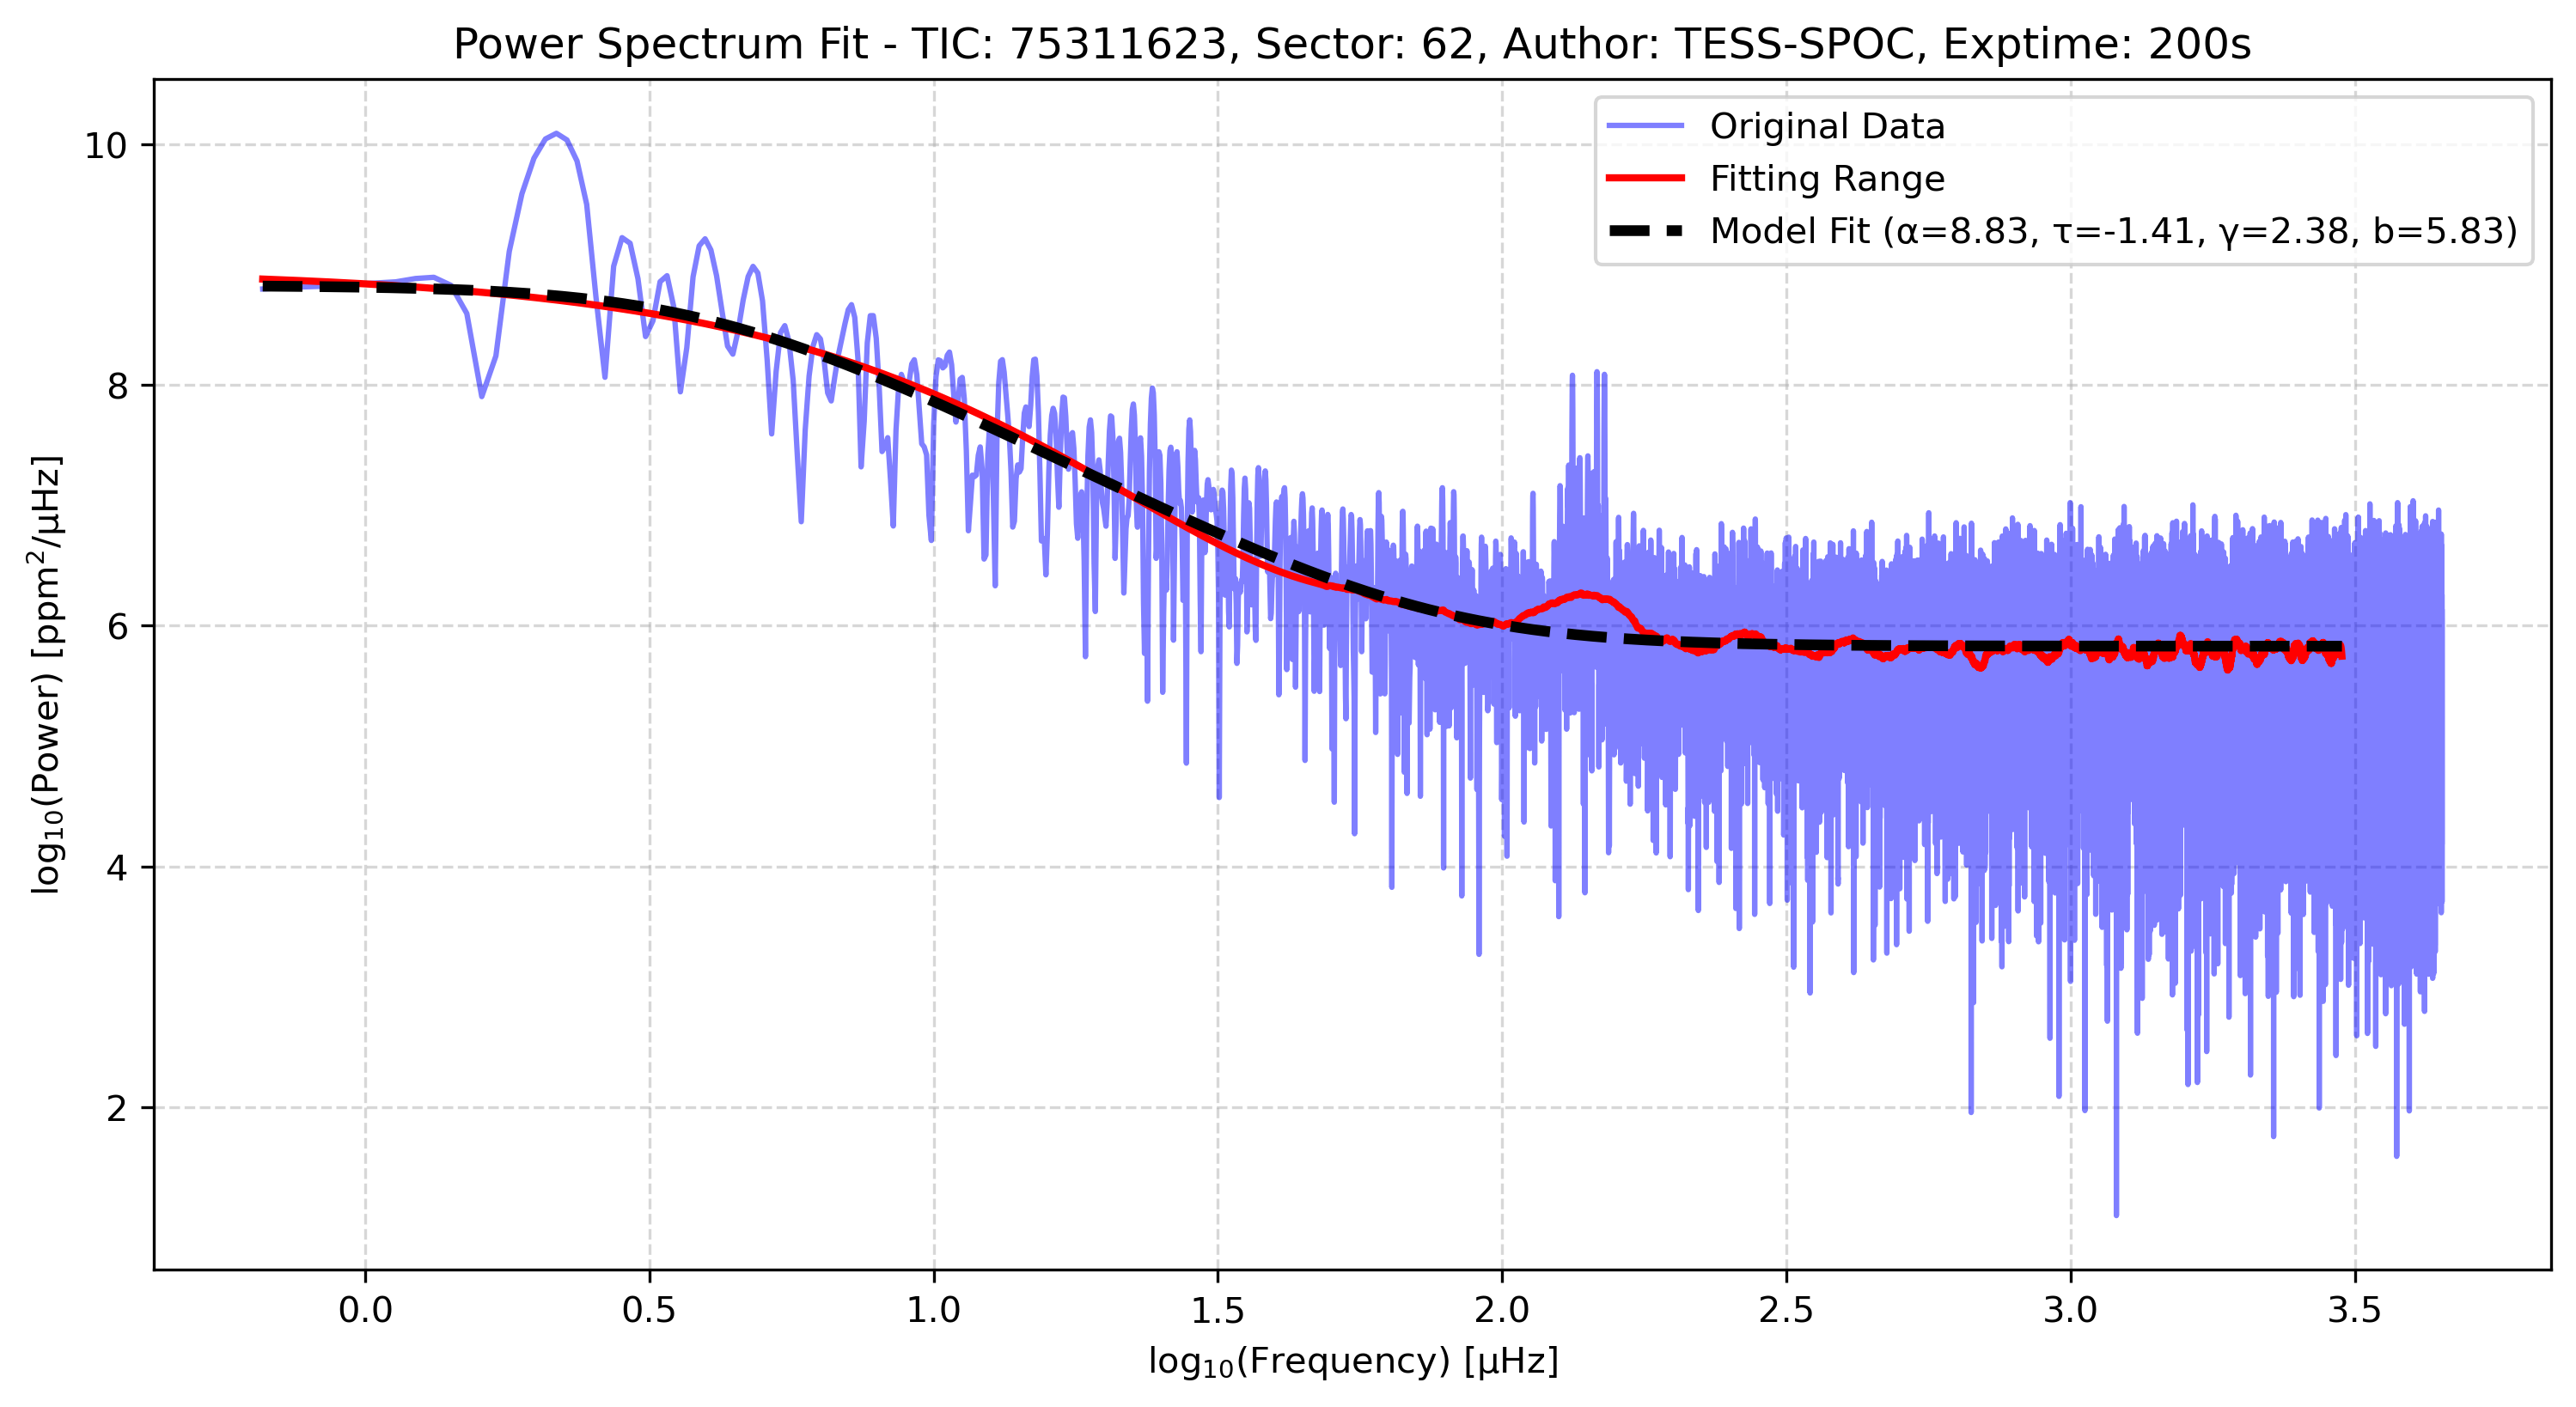 Power Spectrum Fit - TIC: 75311623, Sector: 62, Author: TESS-SPOC, Exptime: 200s
Original Data
Fitting Range
Model Fit (α=8.83, τ=-1.41, γ=2.38, b=5.83)
log₁₀(Power) [ppm²/μHz]
10
8
6
4
2
0.0 0.5 1.0 1.5 2.0 2.5 3.0 3.5
log₁₀(Frequency) [μHz]